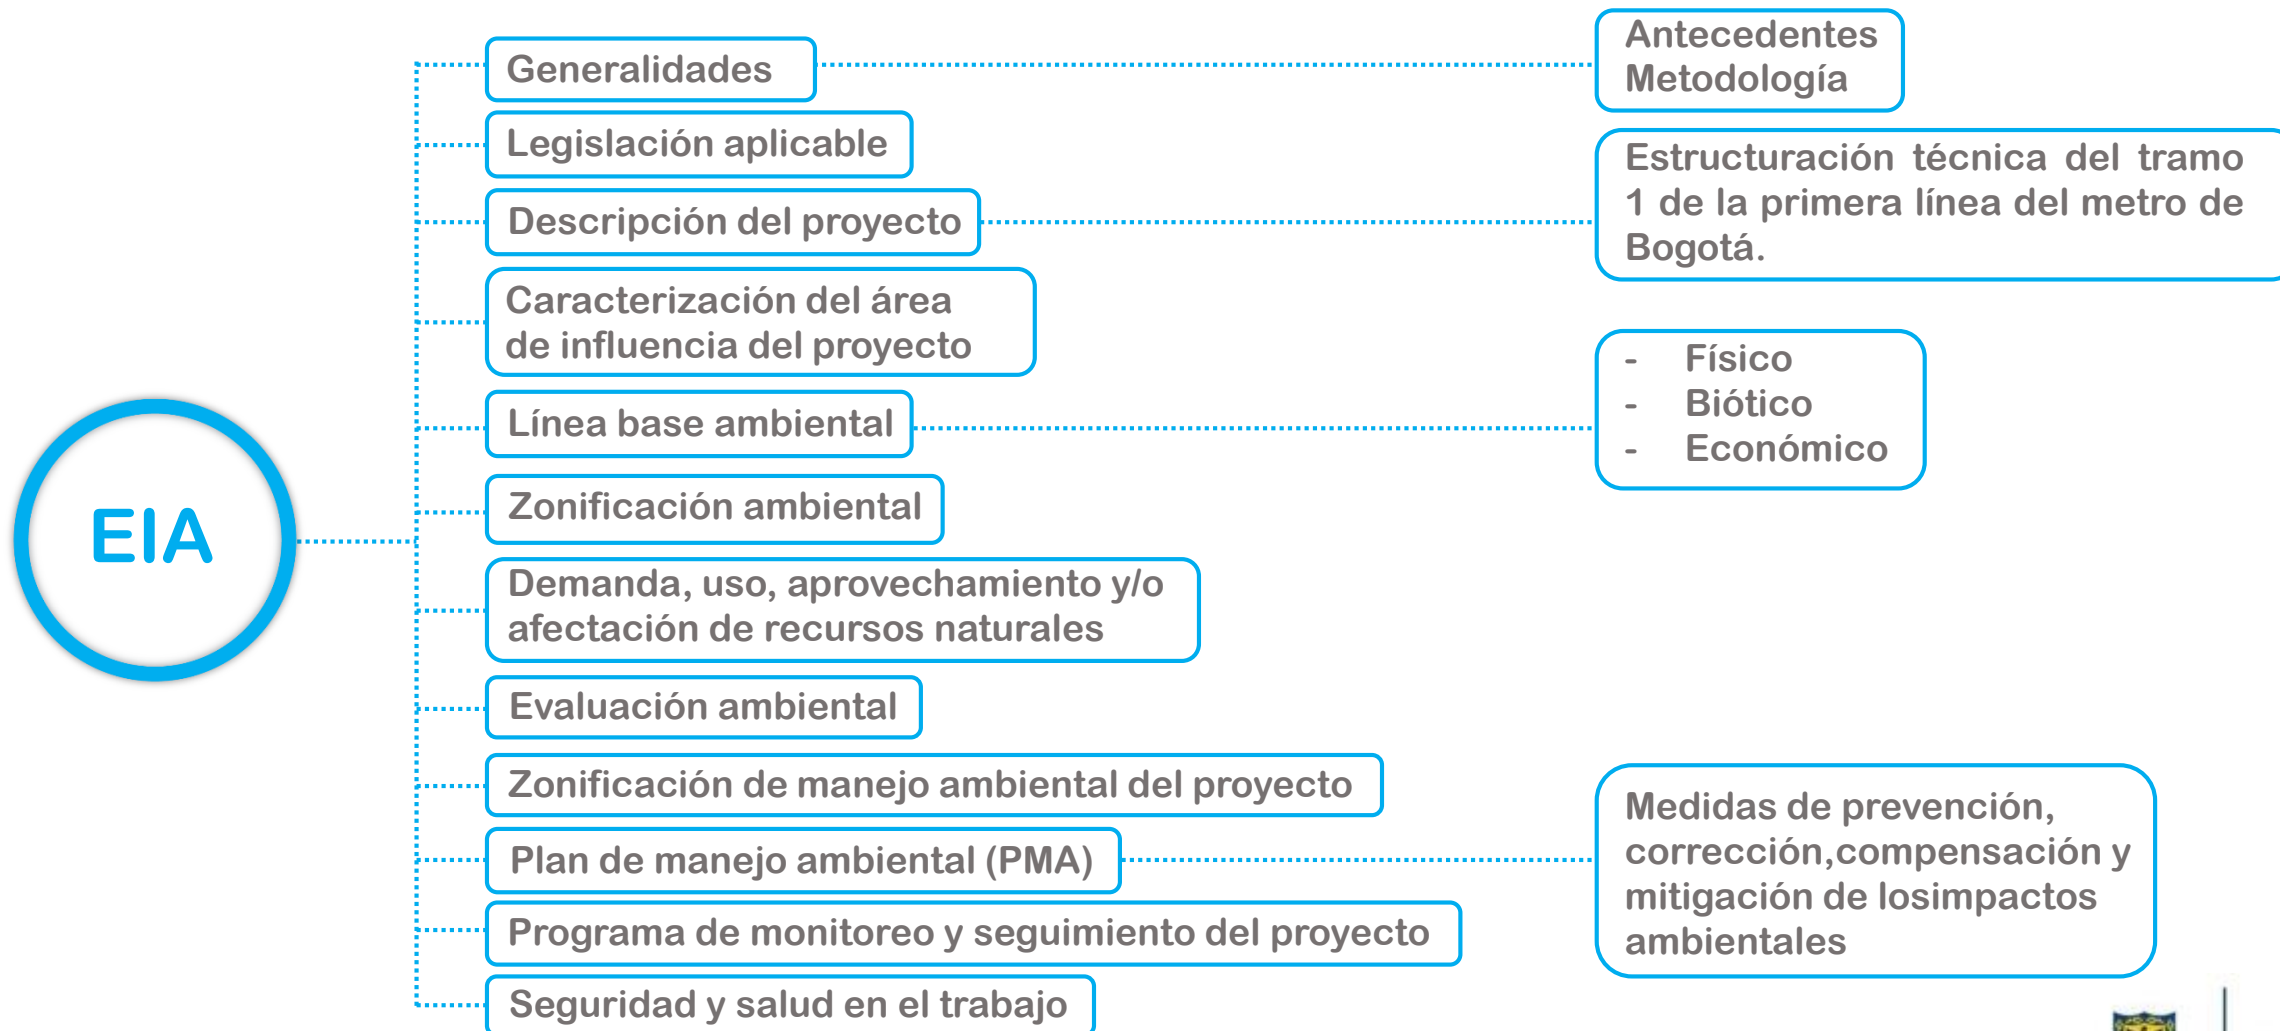 EIA
Generalidades
Antecedentes
Metodología
Legislación aplicable
Descripción del proyecto
Estructuración técnica del tramo
1 de la primera línea del metro de
Bogotá.
Caracterización del área
de influencia del proyecto
Línea base ambiental
- Físico
- Biótico
- Económico
Zonificación ambiental
Demanda, uso, aprovechamiento y/o
afectación de recursos naturales
Evaluación ambiental
Zonificación de manejo ambiental del proyecto
Plan de manejo ambiental (PMA)
Medidas de prevención,
corrección,compensación y
mitigación de losimpactos
ambientales
Programa de monitoreo y seguimiento del proyecto
Seguridad y salud en el trabajo